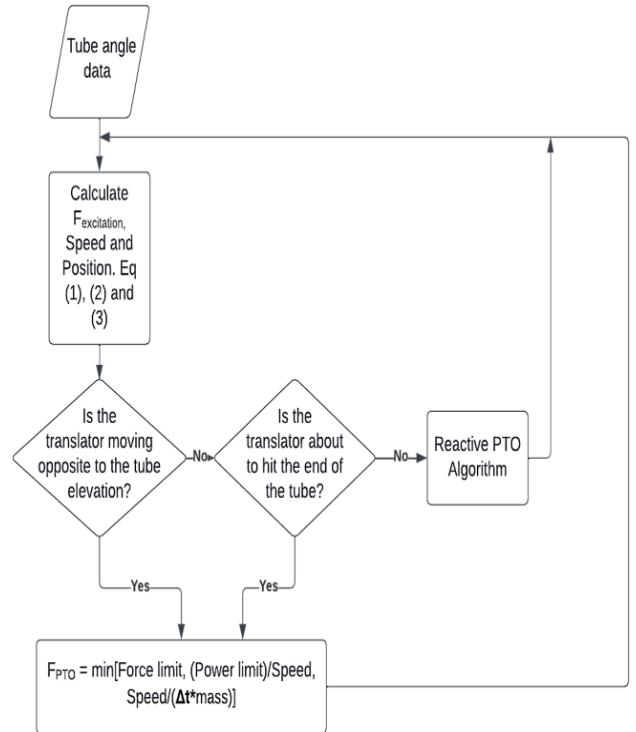 Tube angle
data
Calculate
Fexcitation,
Speed and
Position. Eq
(1), (2) and
(3)
Is the
translator moving
opposite to the tube
elevation?
No
Is the
translator about
to hit the end of
the tube?
No
Reactive PTO
Algorithm
Yes
Yes
FPTO = min[Force limit, (Power limit)/Speed,
Speed/(Δt*mass)]